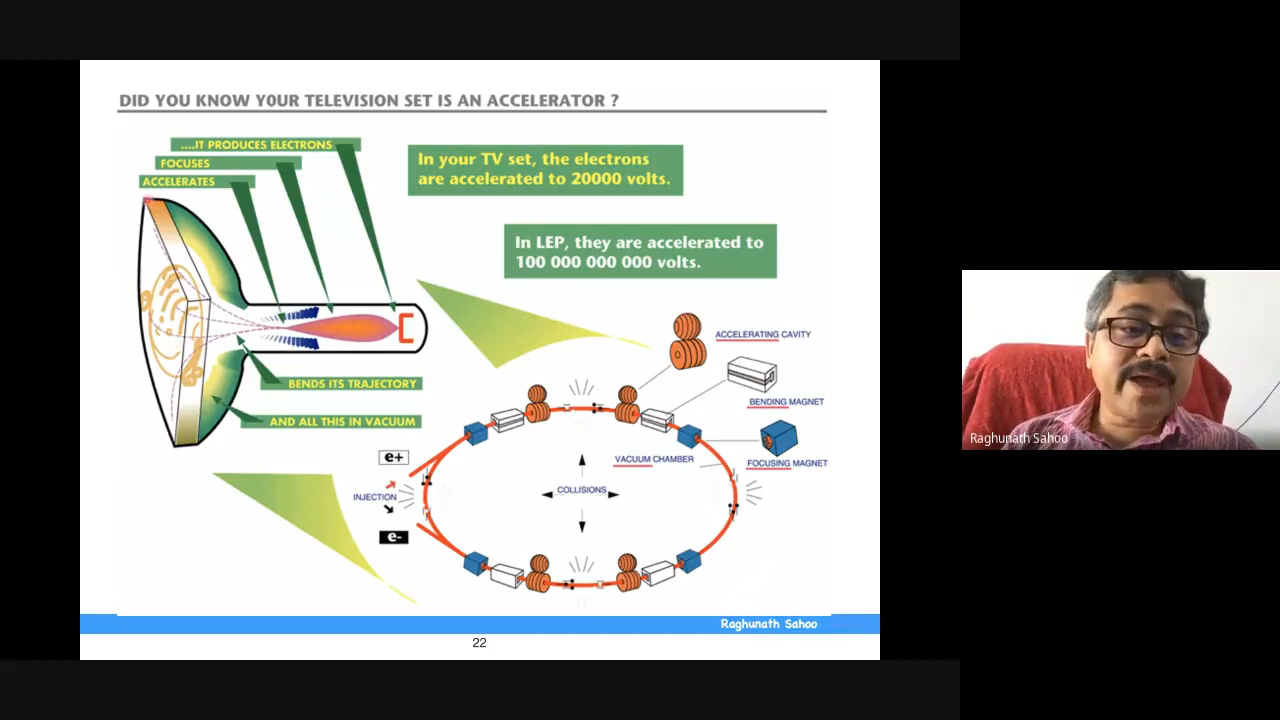 DID YOU KNOW Y0UR TELEVISION SET IS AN ACCELERATOR ?
....IT PRODUCES ELECTRONS
FOCUSES
ACCELERATES
In your TV set, the electrons
are accelerated to 20000 volts.
In LEP, they are accelerated to
100 000 000 000 volts.
BENDS ITS TRAJECTORY
AND ALL THIS IN VACUUM
ACCELERATING CAVITY
BENDING MAGNET
FOCUSING MAGNET
VACUUM CHAMBER
e+
INJECTION
e-
COLLISIONS
Raghunath Sahoo
22
Raghunath Sahoo